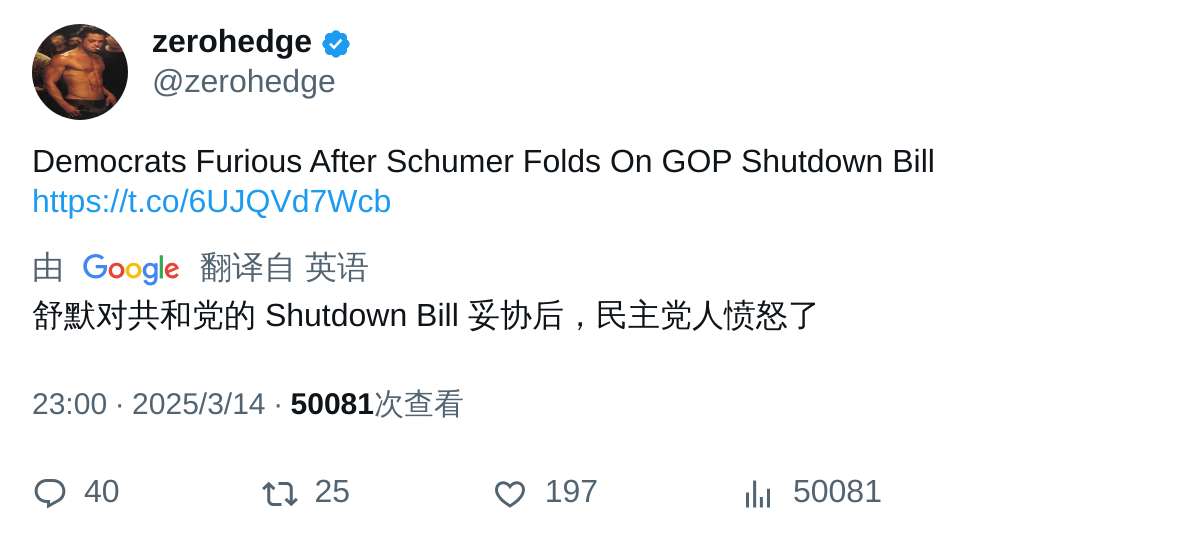 zerohedge
@zerohedge
Democrats Furious After Schumer Folds On GOP Shutdown Bill
https://t.co/6UJQVd7Wcb
由 Google 翻译自 英语
舒默对共和党的 Shutdown Bill 妥协后，民主党人愤怒了
23:00 · 2025/3/14 · 50081次查看
40 25 197 50081